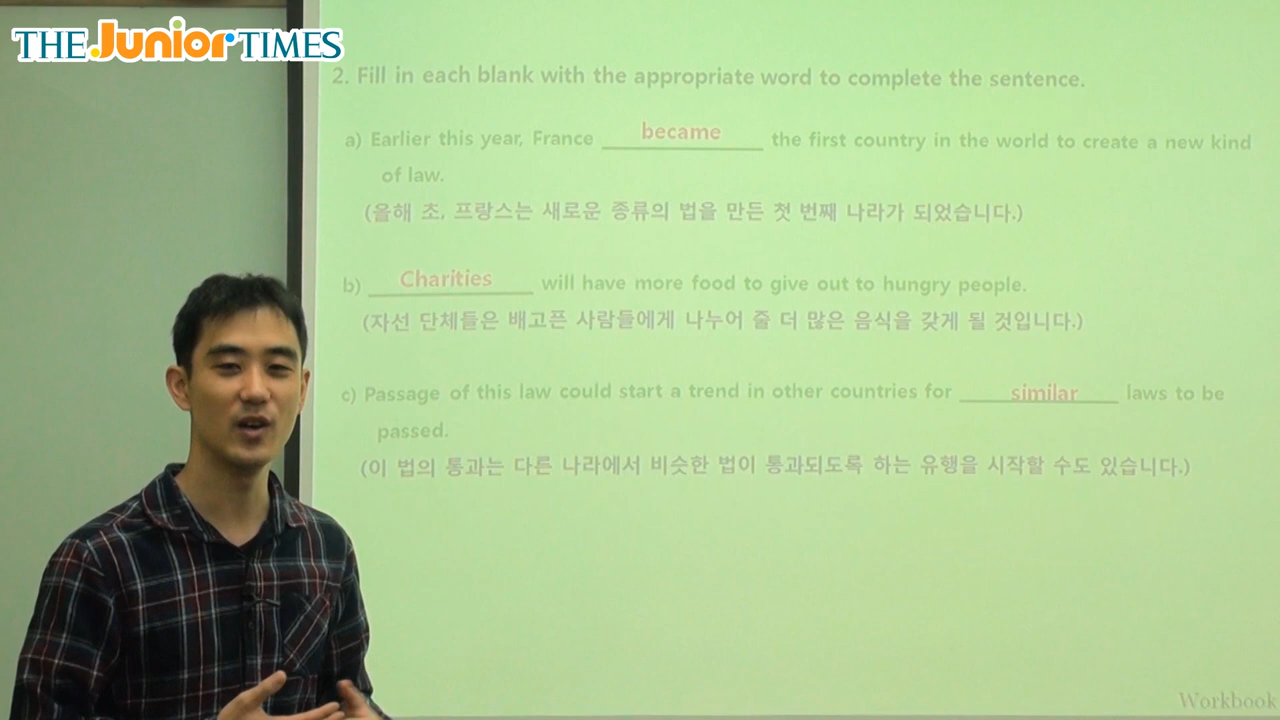 THE Junior TIMES
2. Fill in each blank with the appropriate word to complete the sentence.
a) Earlier this year, France became the first country in the world to create a new kind
of law.
(올해 초, 프랑스는 새로운 종류의 법을 만든 첫 번째 나라가 되었습니다.)
b) Charities will have more food to give out to hungry people.
(자선 단체들은 배고픈 사람들에게 나누어 줄 더 많은 음식을 갖게 될 것입니다.)
c) Passage of this law could start a trend in other countries for similar laws to be
passed.
(이 법의 통과는 다른 나라에서 비슷한 법이 통과되도록 하는 유행을 시작할 수도 있습니다.)
Workbook